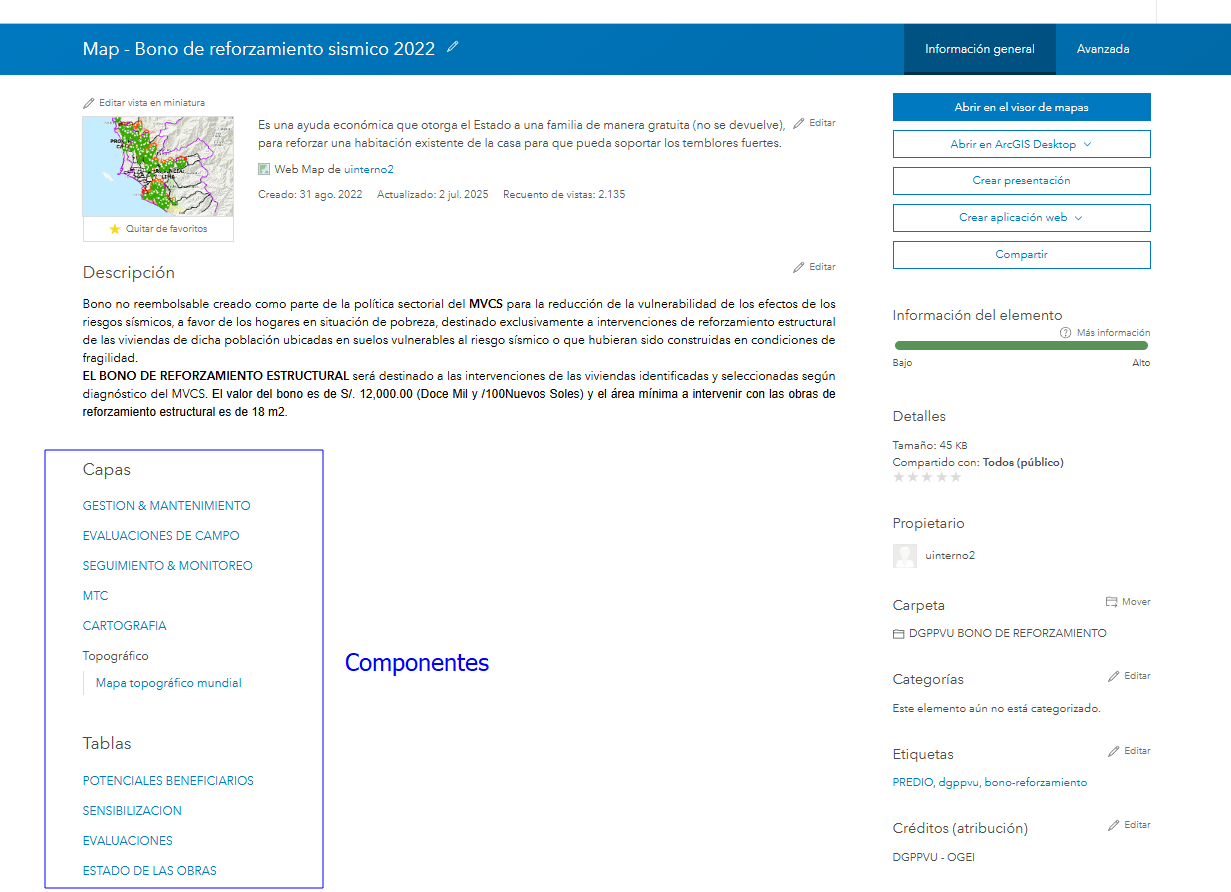 Map - Bono de reforzamiento sismico 2022
Información general
Avanzada
Editar vista en miniatura
Quitar de favoritos
Es una ayuda económica que otorga el Estado a una familia de manera gratuita (no se devuelve),
para reforzar una habitación existente de la casa para que pueda soportar los temblores fuertes.
Editar
Web Map de uinterno2
Creado: 31 ago. 2022 Actualizado: 2 jul. 2025 Recuento de vistas: 2.135
Descripción
Editar
Bono no reembolsable creado como parte de la política sectorial del MVCS para la reducción de la vulnerabilidad de los efectos de los
riesgos sísmicos, a favor de los hogares en situación de pobreza, destinado exclusivamente a intervenciones de reforzamiento estructural
de las viviendas de dicha población ubicadas en suelos vulnerables al riesgo sísmico o que hubieran sido construidas en condiciones de
fragilidad.
EL BONO DE REFORZAMIENTO ESTRUCTURAL será destinado a las intervenciones de las viviendas identificadas y seleccionadas según
diagnóstico del MVCS. El valor del bono es de S/. 12,000.00 (Doce Mil y /100Nuevos Soles) y el área mínima a intervenir con las obras de
reforzamiento estructural es de 18 m2.
Capas
GESTION & MANTENIMIENTO
EVALUACIONES DE CAMPO
SEGUIMIENTO & MONITOREO
MTC
CARTOGRAFIA
Topográfico
Mapa topográfico mundial
Tablas
POTENCIALES BENEFICIARIOS
SENSIBILIZACION
EVALUACIONES
ESTADO DE LAS OBRAS
Componentes
Abrir en el visor de mapas
Abrir en ArcGIS Desktop
Crear presentación
Crear aplicación web
Compartir
Información del elemento
Más información
Bajo
Alto
Detalles
Tamaño: 45 KB
Compartido con: Todos (público)
Propietario
uinterno2
Carpeta
Mover
DGPPVU BONO DE REFORZAMIENTO
Categorías
Editar
Este elemento aún no está categorizado.
Etiquetas
Editar
PREDIO, dgppvu, bono-reforzamiento
Créditos (atribución)
Editar
DGPPVU - OGEI